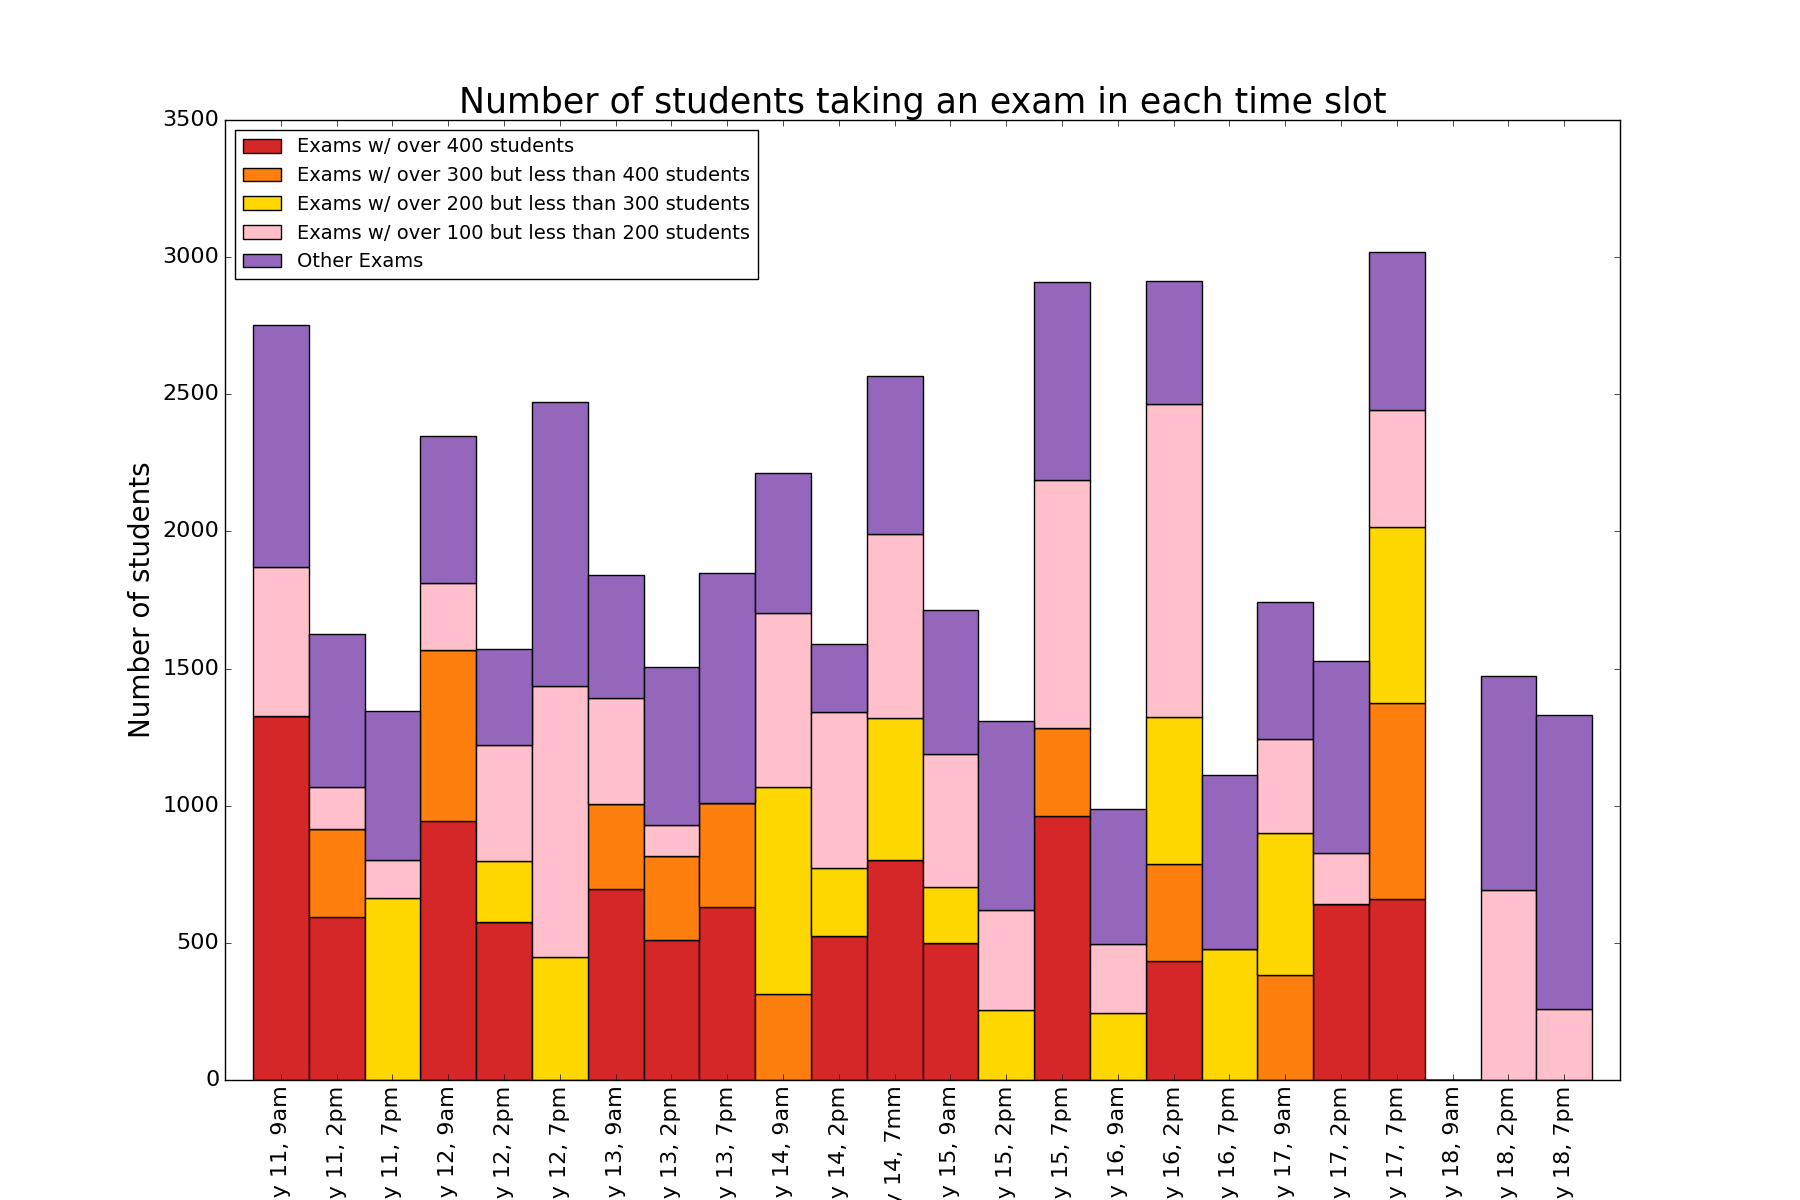 Number of students taking an exam in each time slot
Exams w/ over 400 students
Exams w/ over 300 but less than 400 students
Exams w/ over 200 but less than 300 students
Exams w/ over 100 but less than 200 students
Other Exams
Number of students
3500
3000
2500
2000
1500
1000
500
0
y 11, 9am
y 11, 2pm
y 11, 7pm
y 12, 9am
y 12, 2pm
y 12, 7pm
y 13, 9am
y 13, 2pm
y 13, 7pm
y 14, 9am
y 14, 2pm
y 14, 7mm
y 15, 9am
y 15, 2pm
y 15, 7pm
y 16, 9am
y 16, 2pm
y 16, 7pm
y 17, 9am
y 17, 2pm
y 17, 7pm
y 18, 9am
y 18, 2pm
y 18, 7pm